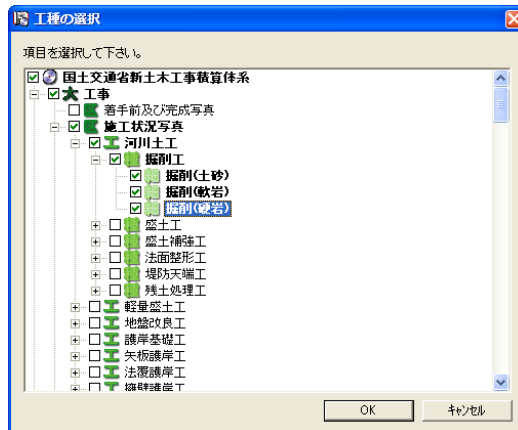 工種の選択
項目を選択して下さい。
国土交通省新土木工事積算体系
工事
着手前及び完成写真
施工状況写真
河川土工
掘削工
掘削(土砂)
掘削(軟岩)
掘削(硬岩)
盛土工
盛土補強工
法面整形工
堤防天端工
残土処理工
軽量盛土工
地盤改良工
護岸基礎工
矢板護岸工
法覆護岸工
擁壁護岸工
OK
キャンセル